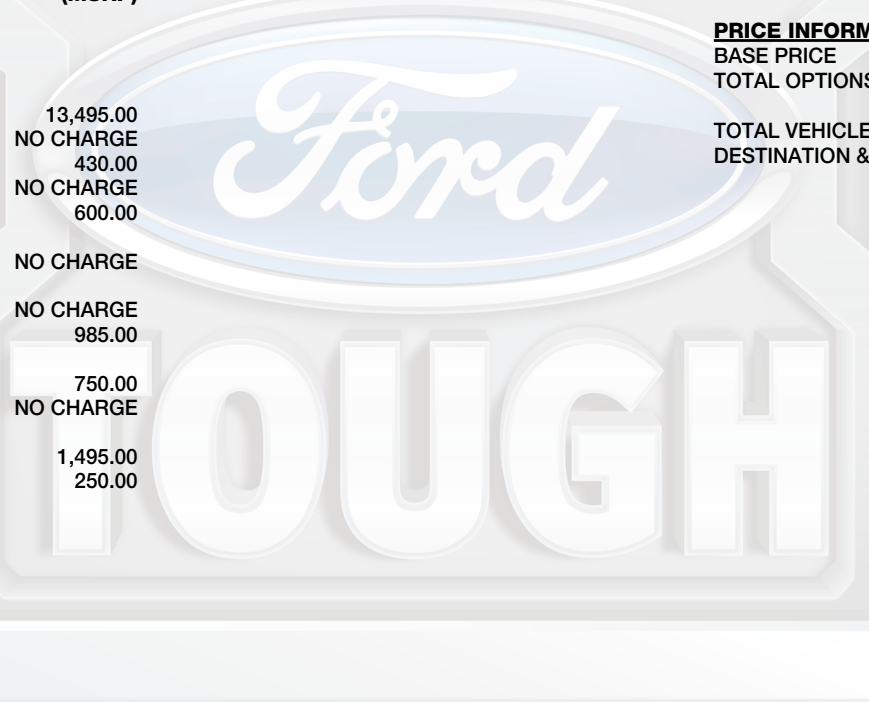 13,495.00
NO CHARGE
430.00
NO CHARGE
600.00
NO CHARGE
NO CHARGE
985.00
750.00
NO CHARGE
1,495.00
250.00
PRICE INFORM
BASE PRICE
TOTAL OPTIONS
TOTAL VEHICLE
DESTINATION &
Ford
TOUGH